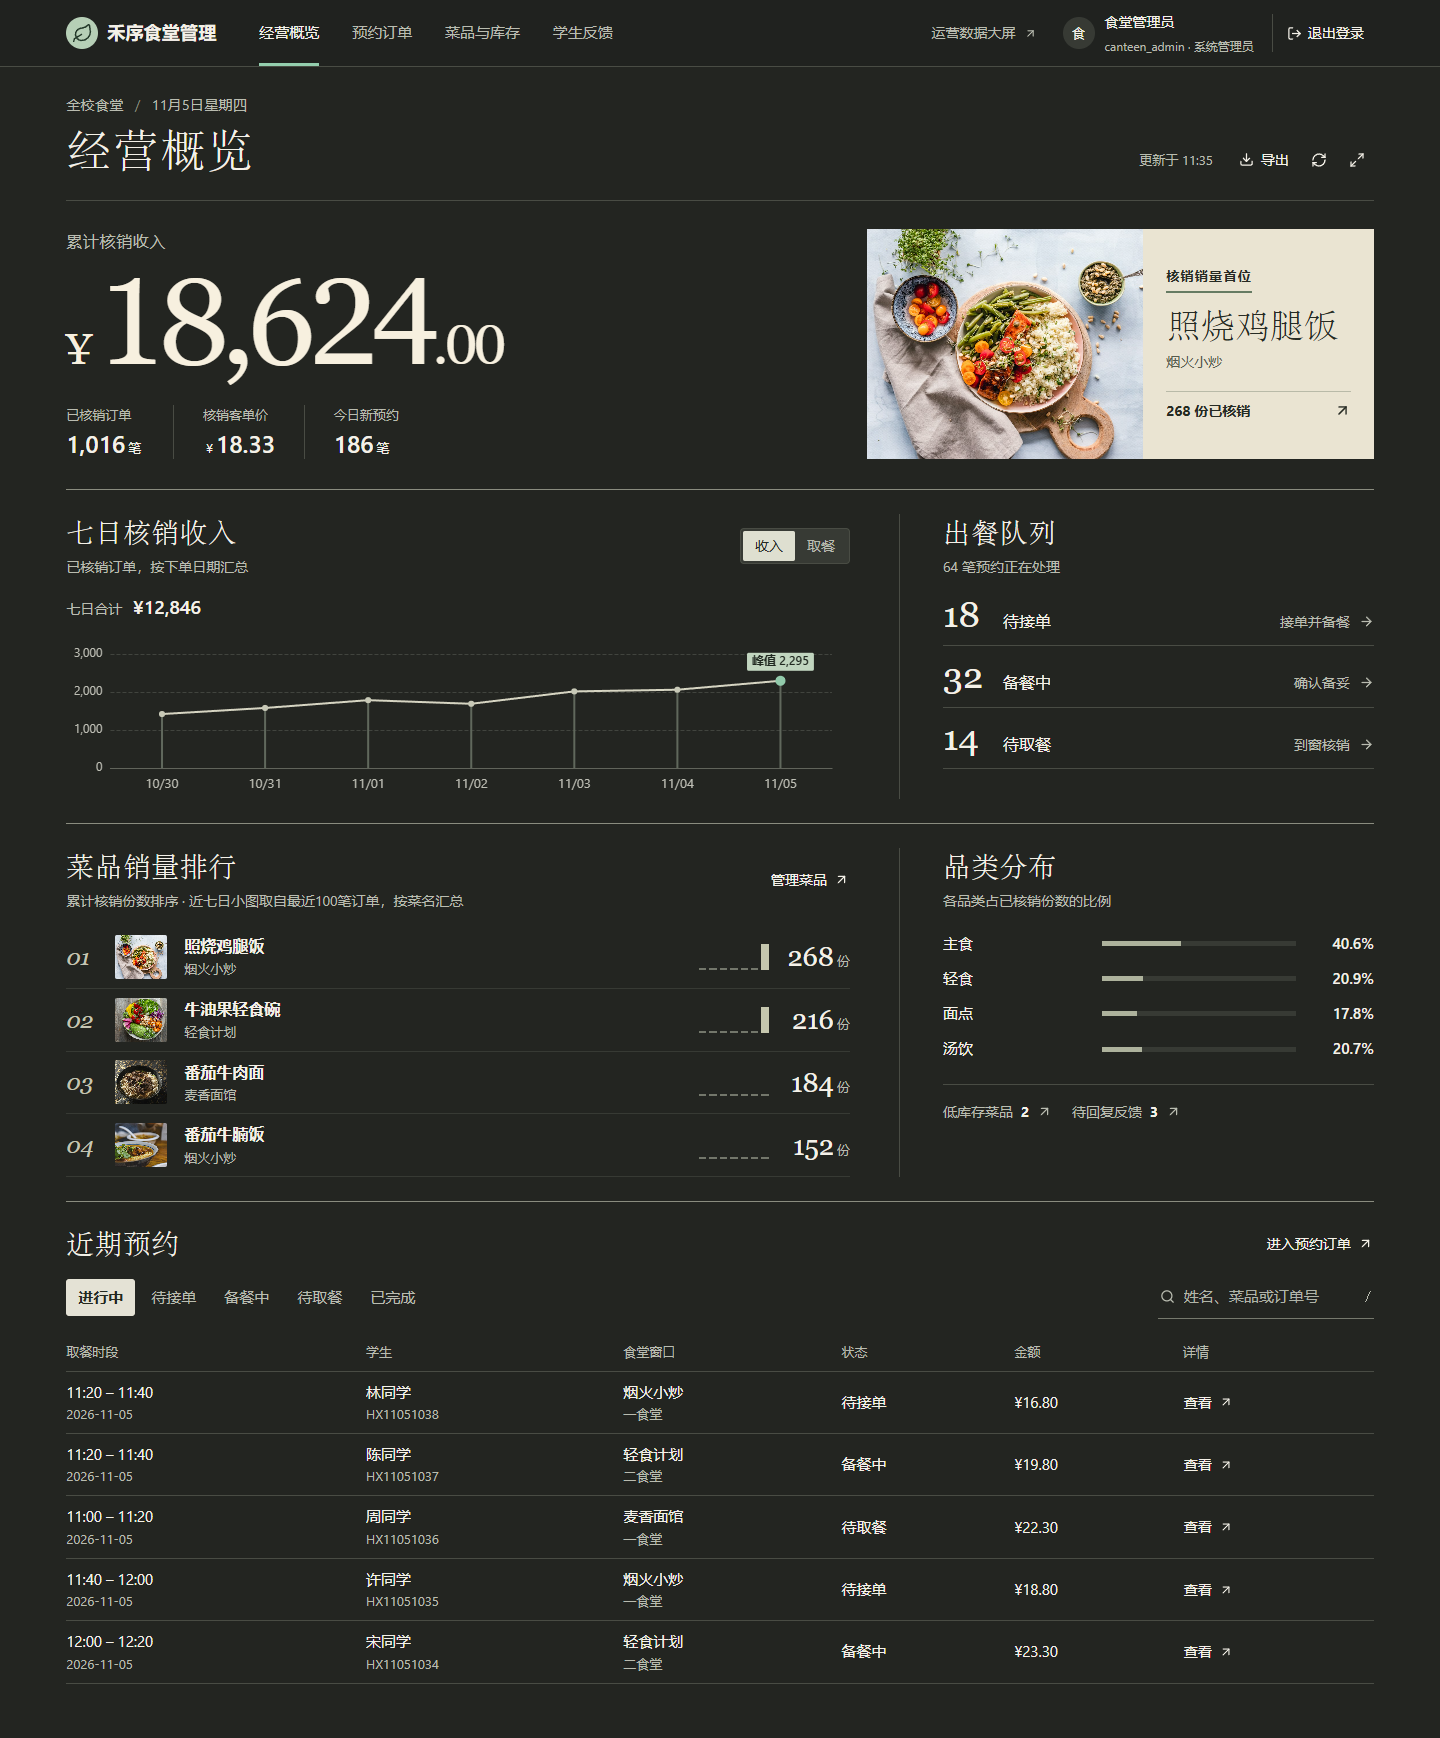 禾序食堂管理
经营概览
预约订单
菜品与库存
学生反馈
运营数据大屏
食
食堂管理员
canteen_admin · 系统管理员
退出登录
全校食堂 / 11月5日星期四
经营概览
更新于 11:35
导出
累计核销收入
¥18,624.00
已核销订单
1,016笔
核销客单价
¥18.33
今日新预约
186笔
核销销量首位
照烧鸡腿饭
烟火小炒
268 份已核销
七日核销收入
已核销订单，按下单日期汇总
收入
取餐
七日合计 ¥12,846
3,000
2,000
1,000
0
峰值 2,295
10/30
10/31
11/01
11/02
11/03
11/04
11/05
出餐队列
64 笔预约正在处理
18 待接单 接单并备餐
32 备餐中 确认备妥
14 待取餐 到窗核销
菜品销量排行
累计核销份数排序 · 近七日小图取自最近100笔订单，按菜名汇总
管理菜品
01 照烧鸡腿饭 268份
烟火小炒
02 牛油果轻食碗 216份
轻食计划
03 番茄牛肉面 184份
麦香面馆
04 番茄牛腩饭 152份
烟火小炒
品类分布
各品类占已核销份数的比例
主食 40.6%
轻食 20.9%
面点 17.8%
汤饮 20.7%
低库存菜品 2
待回复反馈 3
近期预约
进入预约订单
进行中
待接单
备餐中
待取餐
已完成
姓名、菜品或订单号 /
取餐时段 学生 食堂窗口 状态 金额 详情
11:20 – 11:40 林同学 烟火小炒 待接单 ¥16.80 查看
2026-11-05 HX11051038 一食堂
11:20 – 11:40 陈同学 轻食计划 备餐中 ¥19.80 查看
2026-11-05 HX11051037 二食堂
11:00 – 11:20 周同学 麦香面馆 待取餐 ¥22.30 查看
2026-11-05 HX11051036 一食堂
11:40 – 12:00 许同学 烟火小炒 待接单 ¥18.80 查看
2026-11-05 HX11051035 一食堂
12:00 – 12:20 宋同学 轻食计划 备餐中 ¥23.30 查看
2026-11-05 HX11051034 二食堂